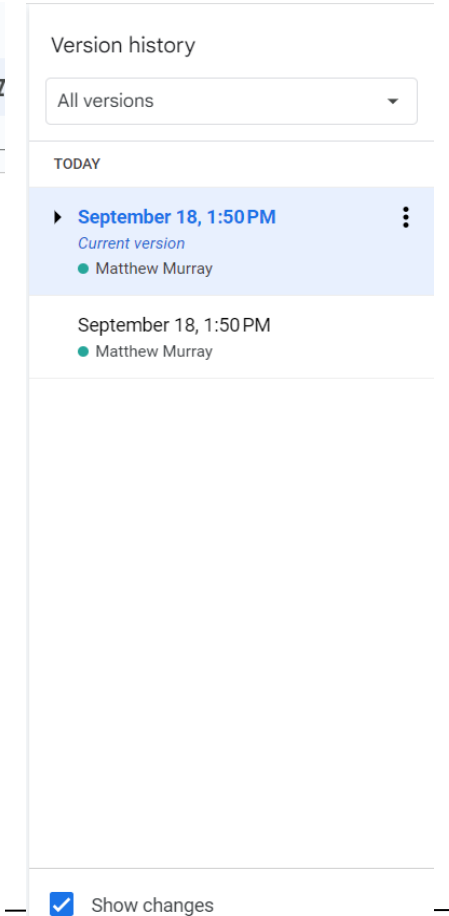 Version history
All versions
TODAY
September 18, 1:50 PM
Current version
Matthew Murray
September 18, 1:50 PM
Matthew Murray
Show changes